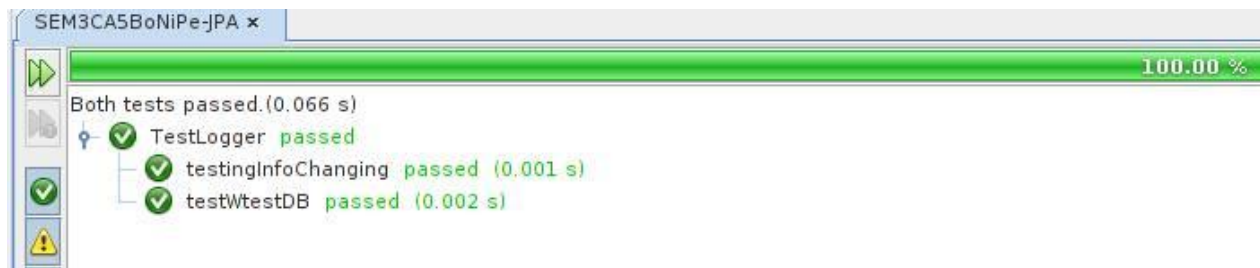 SEM3CA5BoNiPe-JPA ×
100.00 %
Both tests passed.(0.066 s)
TestLogger passed
testingInfoChanging passed (0.001 s)
testWtestDB passed (0.002 s)